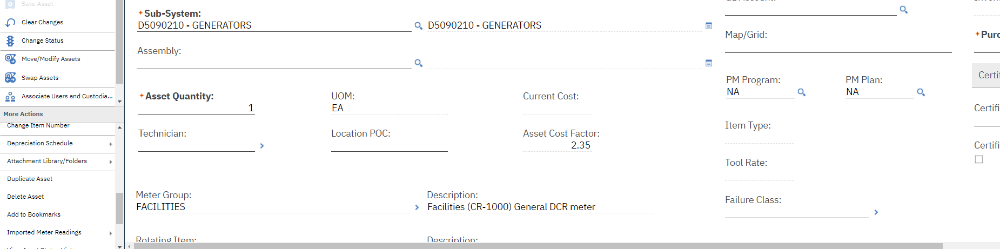 Save Asset
Clear Changes
Change Status
Move/Modify Assets
Swap Assets
Associate Users and Custodia...
More Actions
Change Item Number
Depreciation Schedule
Attachment Library/Folders
Duplicate Asset
Delete Asset
Add to Bookmarks
Imported Meter Readings
*Sub-System:
D5090210 - GENERATORS
D5090210 - GENERATORS
Assembly:
*Asset Quantity:
1
UOM:
EA
Current Cost:
Technician:
Location POC:
Asset Cost Factor:
2.35
Meter Group:
FACILITIES
Description:
Facilities (CR-1000) General DCR meter
Rotating Item:
Description:
Map/Grid:
PM Program:
NA
PM Plan:
NA
Item Type:
Tool Rate:
Failure Class:
*Purc
Certif
Certifi
Certifi